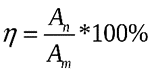 η = Aₙ / Aₘ * 100%